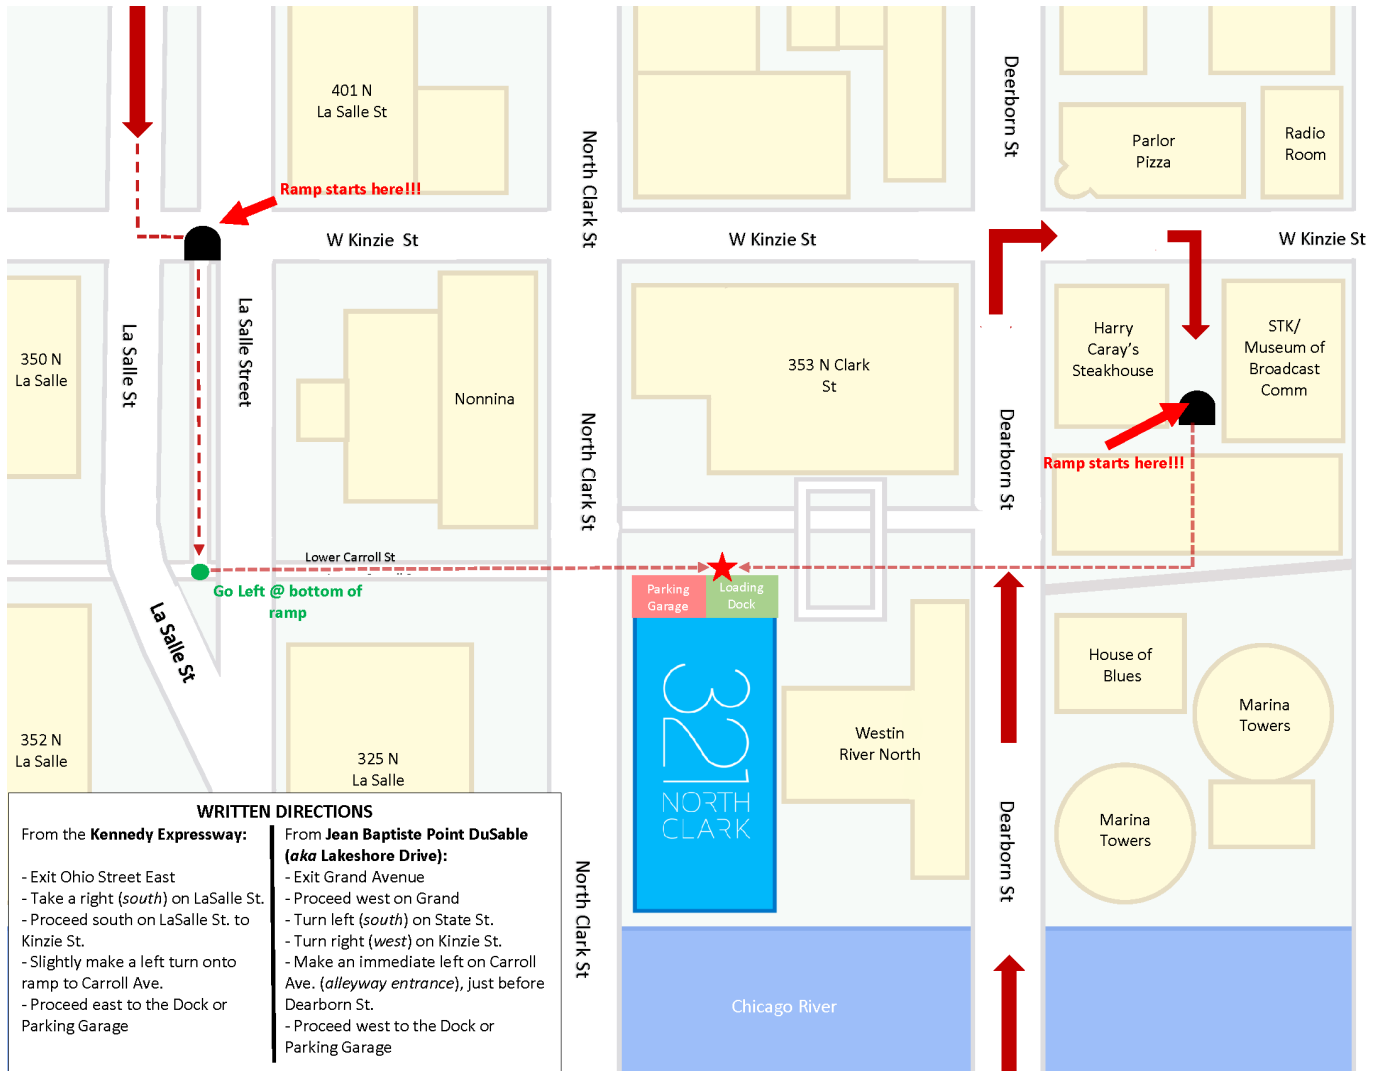 401 N
La Salle St
Ramp starts here!!!
W Kinzie  St
North Clark St
W Kinzie St
Deerborn St
Parlor
Pizza
Radio
Room
W Kinzie St
350 N
La Salle
La Salle St
La Salle Street
Nonnina
North Clark St
353 N Clark
St
Dearborn St
Harry
Caray's
Steakhouse
STK/
Museum of
Broadcast
Comm
Ramp starts here!!!
Lower Carroll St
Go Left @ bottom of
ramp
La Salle St
Parking
Garage
Loading
Dock
321
NORTH
CLARK
Westin
River North
House of
Blues
Marina
Towers
Marina
Towers
Dearborn St
352 N
La Salle
325 N
La Salle
North Clark St
Chicago River
WRITTEN DIRECTIONS
From the Kennedy Expressway:
- Exit Ohio Street East
- Take a right (south) on LaSalle St.
- Proceed south on LaSalle St. to
Kinzie St.
- Slightly make a left turn onto
ramp to Carroll Ave.
- Proceed east to the Dock or
Parking Garage
From Jean Baptiste Point DuSable
(aka Lakeshore Drive):
- Exit Grand Avenue
- Proceed west on Grand
- Turn left (south) on State St.
- Turn right (west) on Kinzie St.
- Make an immediate left on Carroll
Ave. (alleyway entrance), just before
Dearborn St.
- Proceed west to the Dock or
Parking Garage